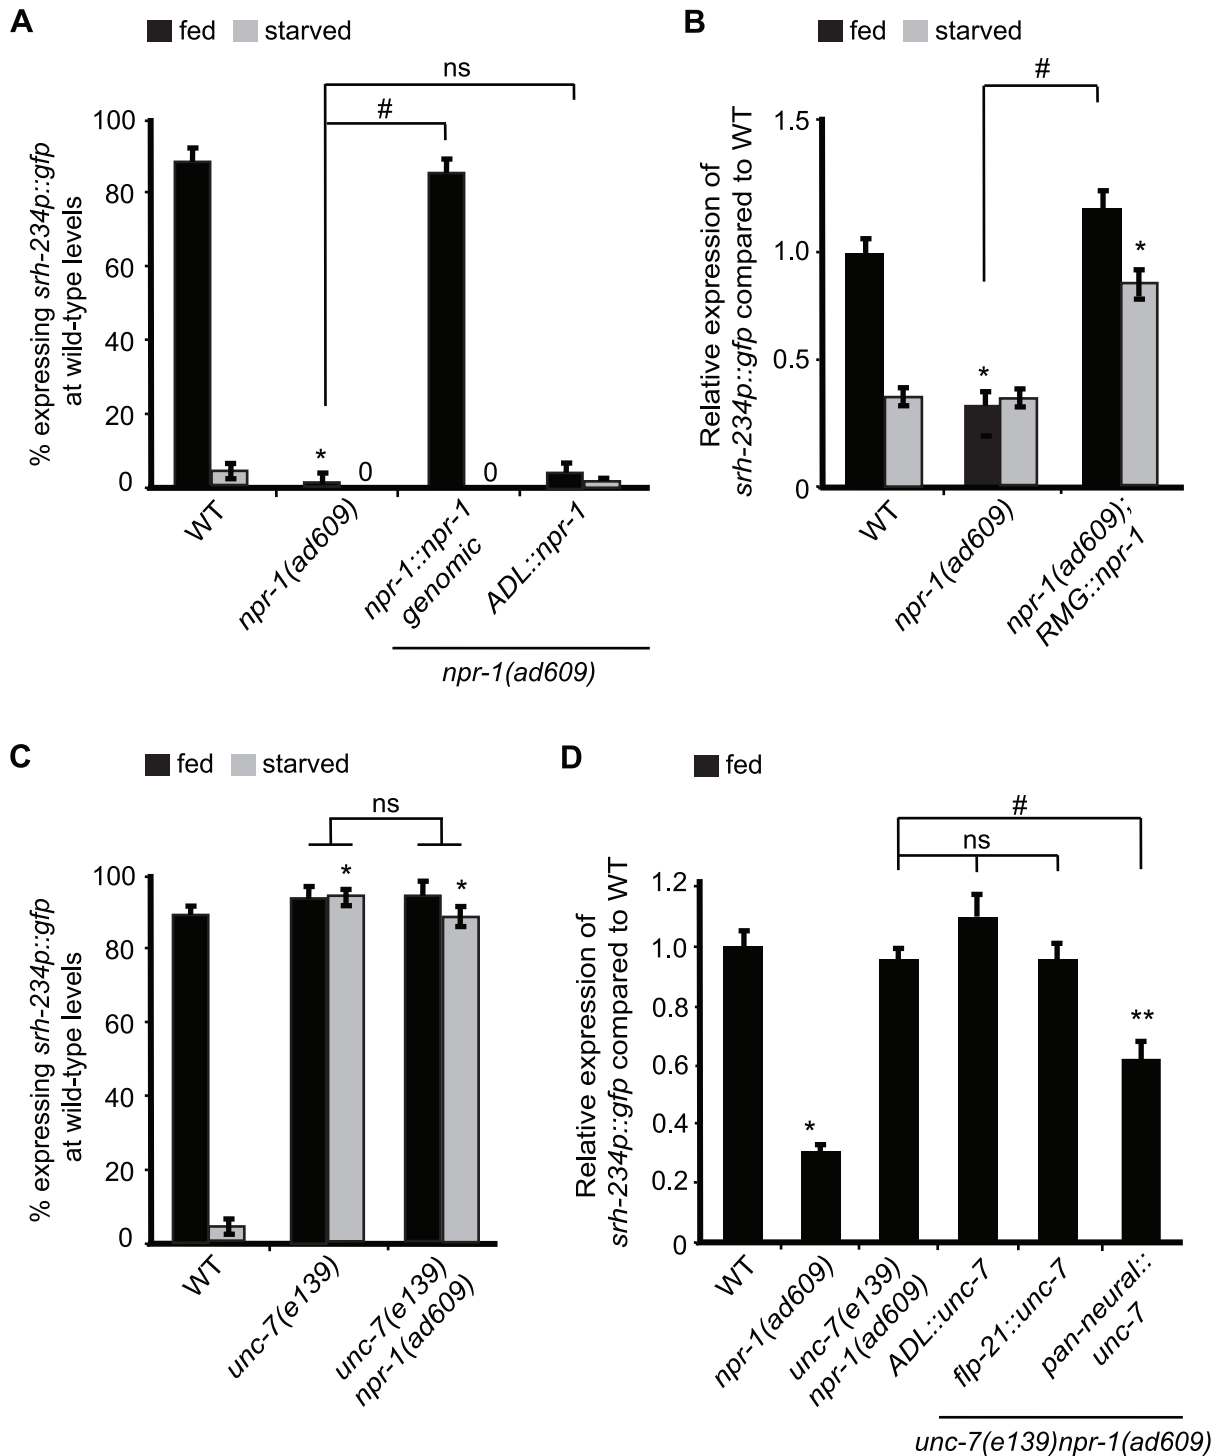 A
fed starved
ns
#
% expressing srh-234p::gfp
at wild-type levels
100
80
60
40
20
0
*
0
0
WT
npr-1(ad609)
npr-1::npr-1
genomic
ADL::npr-1
npr-1(ad609)
B
fed starved
#
Relative expression of
srh-234p::gfp compared to WT
1.5
1.0
0.5
0
*
*
WT
npr-1(ad609)
npr-1(ad609);
RMG::npr-1
C
fed starved
ns
% expressing srh-234p::gfp
at wild-type levels
100
80
60
40
20
0
*
*
WT
unc-7(e139)
unc-7(e139)
npr-1(ad609)
D
fed
#
ns
Relative expression of
srh-234p::gfp compared to WT
1.2
1.0
0.8
0.6
0.4
0.2
0
*
**
WT
npr-1(ad609)
unc-7(e139)
npr-1(ad609)
ADL::unc-7
flp-21::unc-7
pan-neural::
unc-7
unc-7(e139)npr-1(ad609)